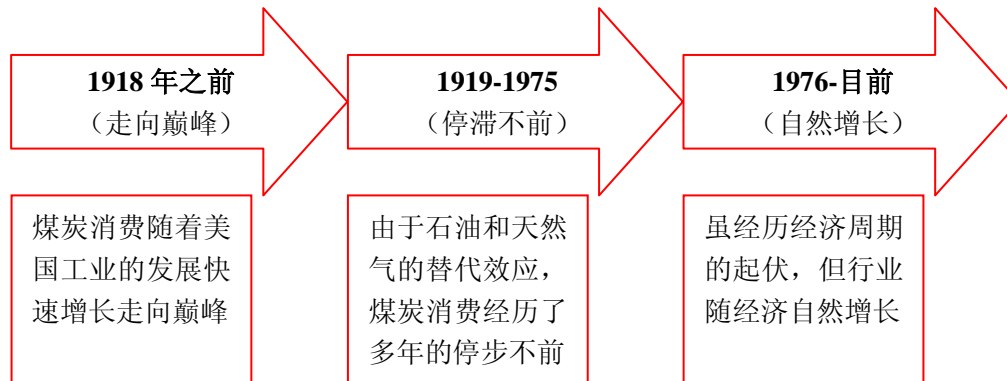 1918 年之前
（走向巅峰）
1919-1975
（停滞不前）
1976-目前
（自然增长）
煤炭消费随着美
国工业的发展快
速增长走向巅峰
由于石油和天然
气的替代效应，
煤炭消费经历了
多年的停步不前
虽经历经济周期
的起伏，但行业
随经济自然增长